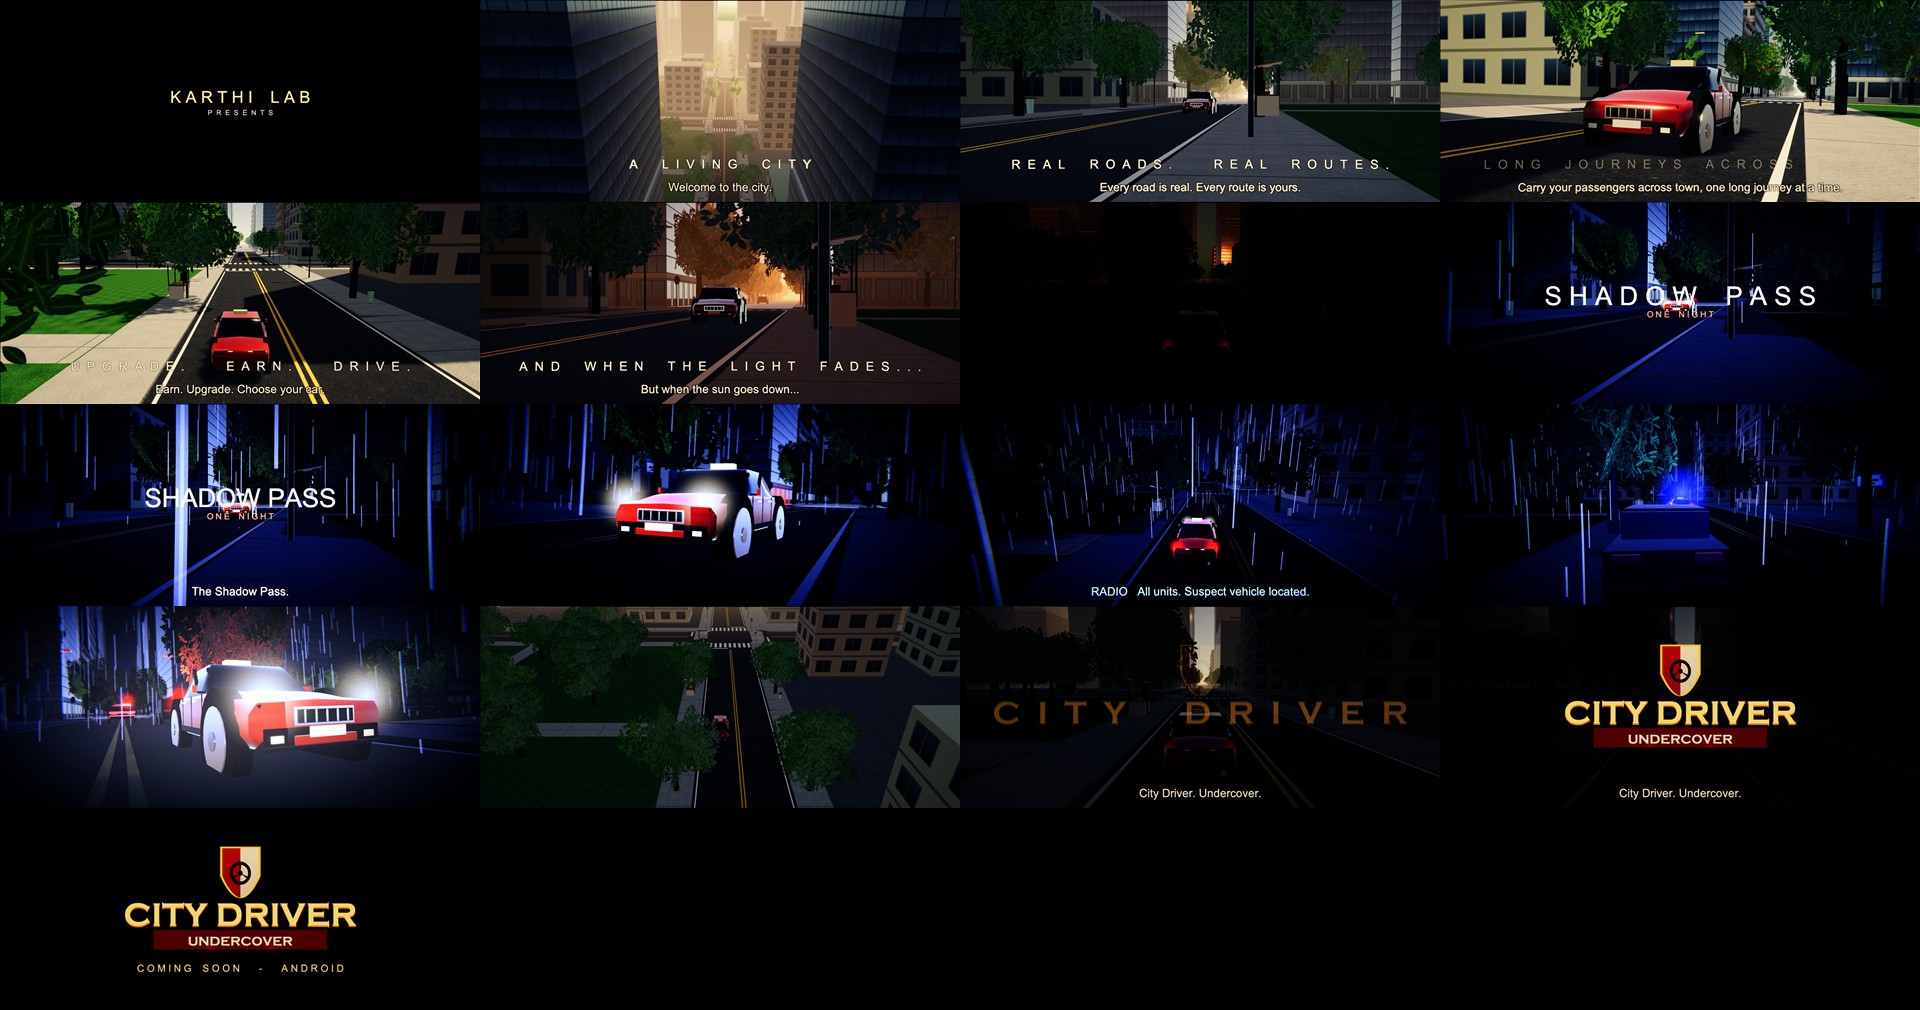 KARTHI LAB
PRESENTS
A LIVING CITY
Welcome to the city.
REAL ROADS. REAL ROUTES.
Every road is real. Every route is yours.
LONG JOURNEYS ACROSS
Carry your passengers across town, one long journey at a time.
UPGRADE. EARN. DRIVE.
Earn. Upgrade. Choose your car.
AND WHEN THE LIGHT FADES...
But when the sun goes down...
SHADOW PASS
ONE NIGHT
SHADOW PASS
ONE NIGHT
The Shadow Pass.
RADIO All units. Suspect vehicle located.
CITY DRIVER
City Driver. Undercover.
CITY DRIVER
UNDERCOVER
City Driver. Undercover.
CITY DRIVER
UNDERCOVER
COMING SOON - ANDROID